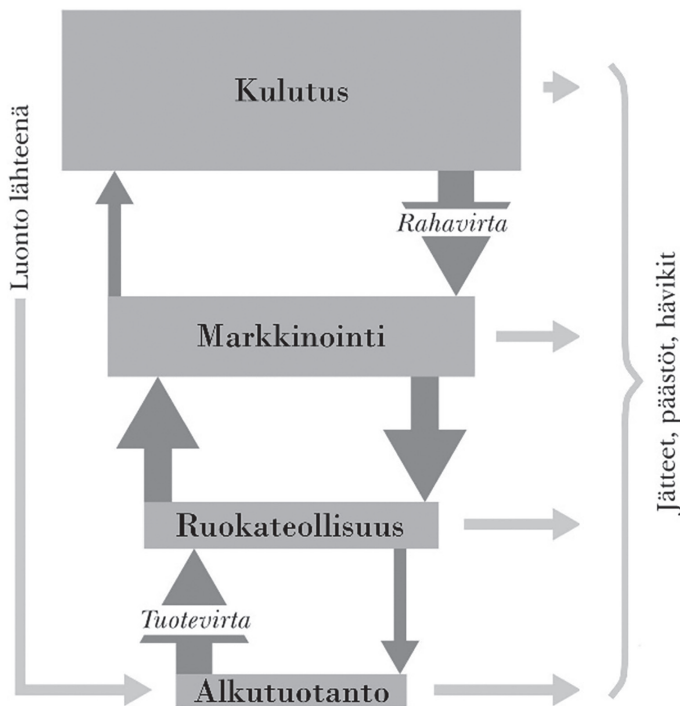 Kulutus
Luonto lähteenä
Rahavirta
Markkinointi
Jätteet, päästöt, hävikit
Ruokateollisuus
Tuotevirta
Alkutuotanto